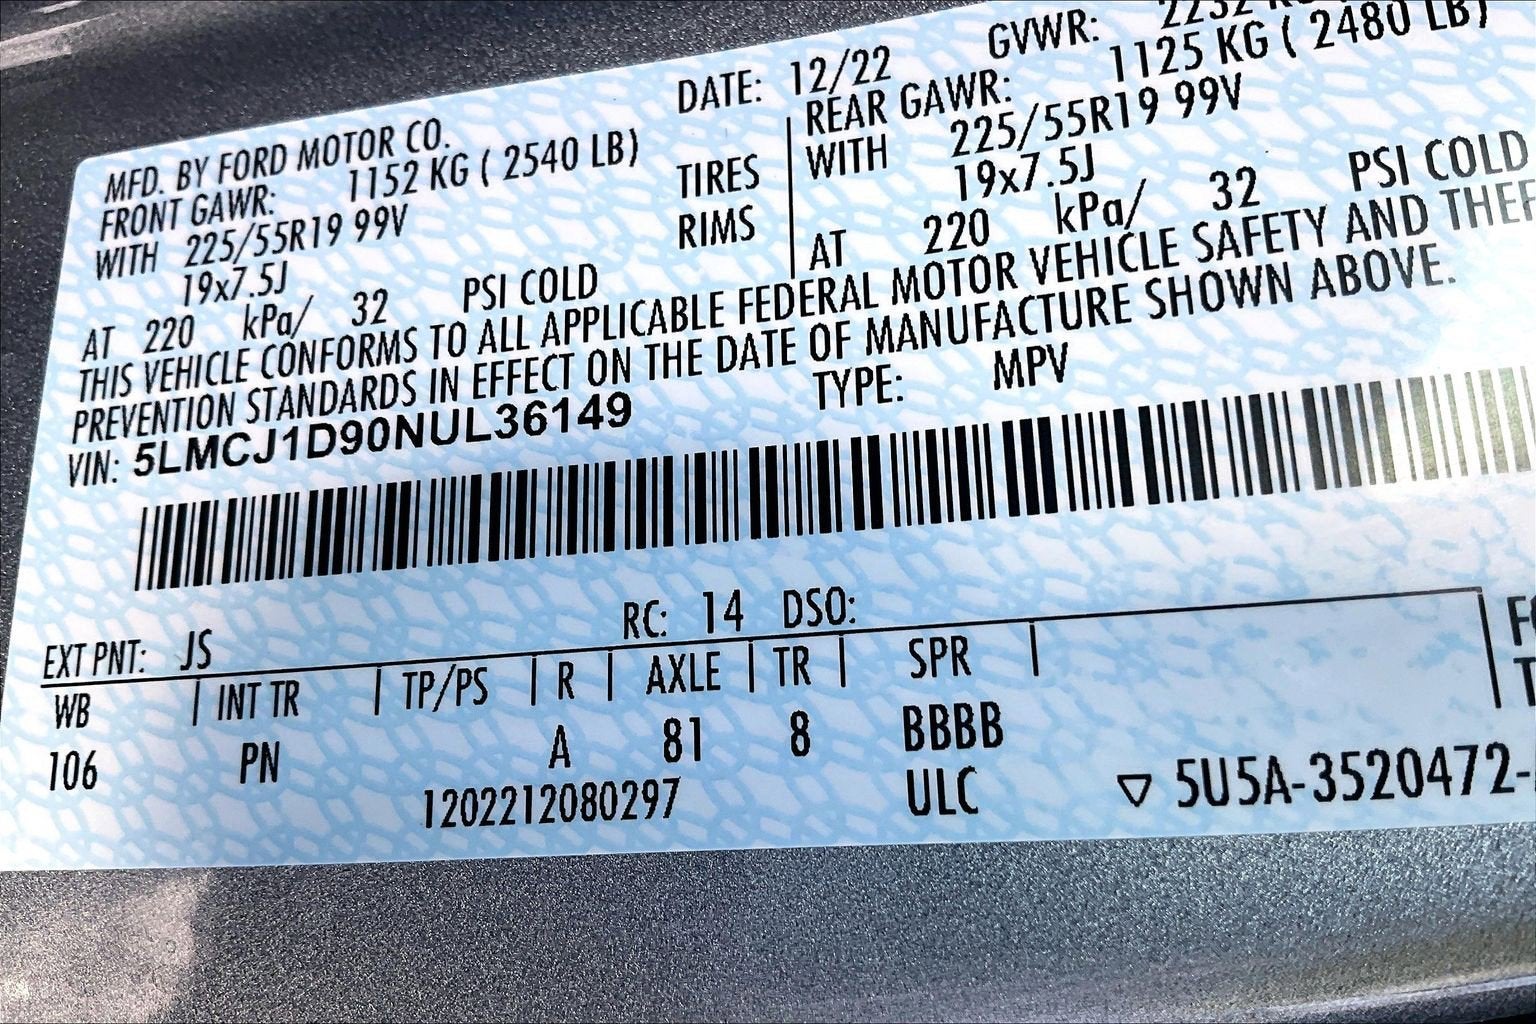 DATE: 12/22 GVWR:
MFD. BY FORD MOTOR CO.
FRONT GAWR: 1152 KG ( 2540 LB)
WITH 225/55R19 99V TIRES
19x7.5J RIMS
AT 220 kPa/ 32 PSI COLD
REAR GAWR: 1125 KG ( 2480 LB)
WITH 225/55R19 99V
19x7.5J
AT 220 kPa/ 32 PSI COLD
THIS VEHICLE CONFORMS TO ALL APPLICABLE FEDERAL MOTOR VEHICLE SAFETY AND
PREVENTION STANDARDS IN EFFECT ON THE DATE OF MANUFACTURE SHOWN ABOVE.
VIN: 5LMCJ1D90NUL36149 TYPE: MPV
EXT PNT: JS RC: 14 DSO:
WB | INT TR | TP/PS | R | AXLE | TR | SPR |
106 PN A 81 8 BBBB
1202212080297 ULC ▽ 5U5A-3520472-